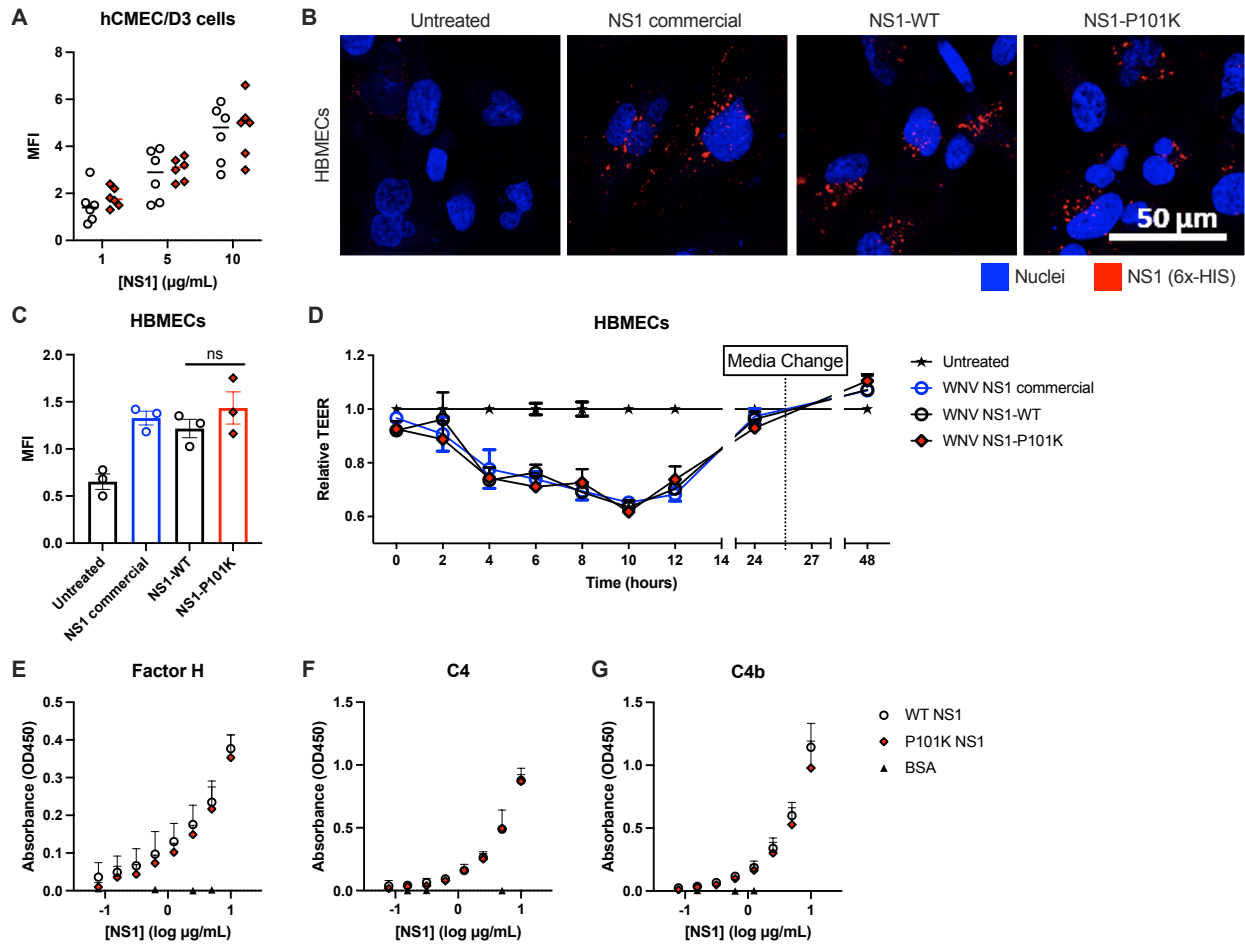 A
hCMEC/D3 cells
8
6
4
2
0
MFI
1
5
10
[NS1] (μg/mL)
B
Untreated
NS1 commercial
NS1-WT
NS1-P101K
HBMECs
50 μm
Nuclei
NS1 (6x-HIS)
C
HBMECs
ns
2.0
1.5
1.0
0.5
0.0
MFI
Untreated
NS1 commercial
NS1-WT
NS1-P101K
D
HBMECs
Media Change
1.2
1.0
0.8
0.6
Relative TEER
0 2 4 6 8 10 12 14 24 27 48
Time (hours)
Untreated
WNV NS1 commercial
WNV NS1-WT
WNV NS1-P101K
E
Factor H
0.5
0.4
0.3
0.2
0.1
0.0
Absorbance (OD450)
-1 0 1
[NS1] (log μg/mL)
F
C4
1.5
1.0
0.5
0.0
Absorbance (OD450)
-1 0 1
[NS1] (log μg/mL)
G
C4b
1.5
1.0
0.5
0.0
Absorbance (OD450)
-1 0 1
[NS1] (log μg/mL)
WT NS1
P101K NS1
BSA